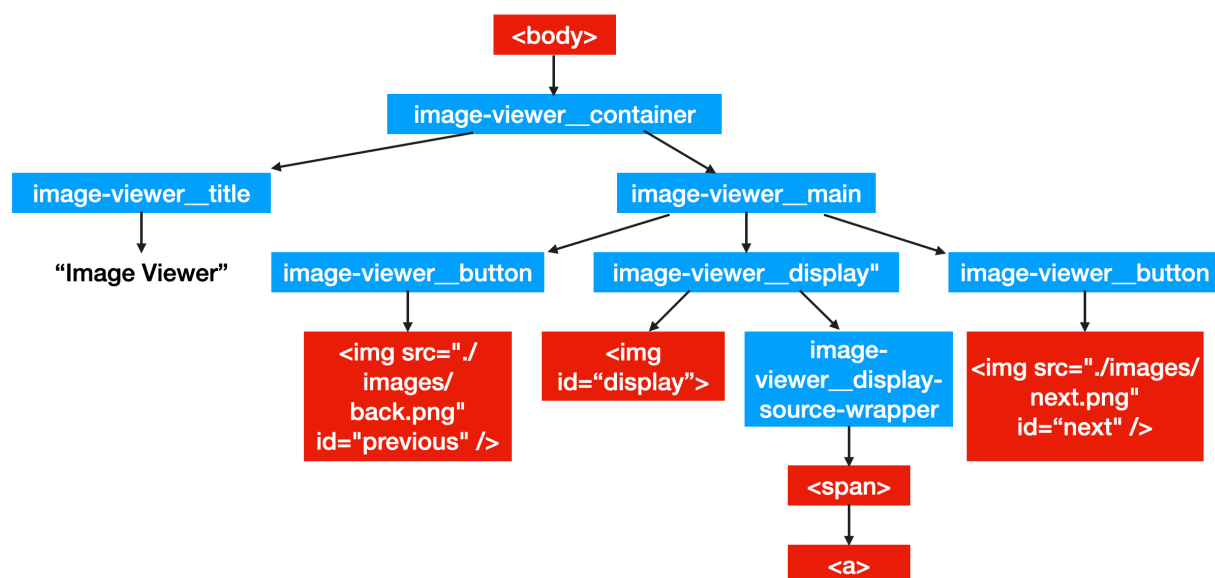 <body>
image-viewer__container
image-viewer__title
image-viewer__main
“Image Viewer”
image-viewer__button
image-viewer__display"
image-viewer__button
<img src="./
images/
back.png"
id="previous" />
<img
id=“display”>
image-
viewer__display-
source-wrapper
<img src="./images/
next.png"
id=“next" />
<span>
<a>